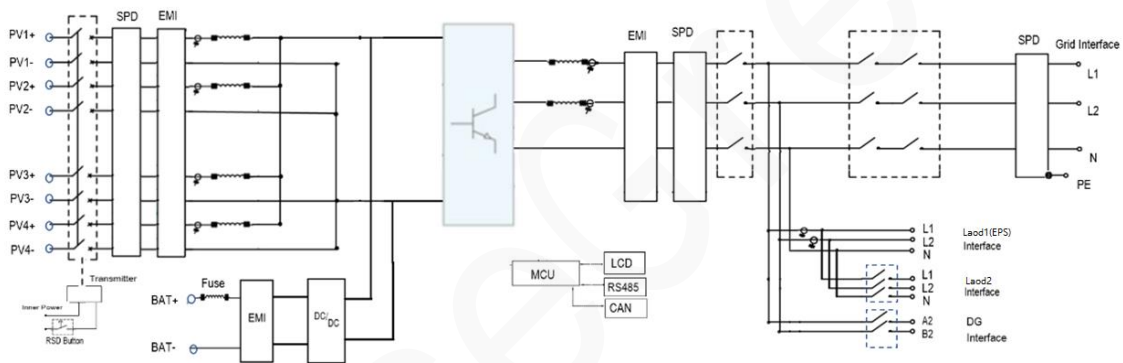 SPD EMI
PV1+
PV1-
PV2+
PV2-
PV3+
PV3-
PV4+
PV4-
Transmitter
Inner Power
RSD Button
Fuse
BAT+
BAT-
EMI
DC/DC
EMI SPD
SPD
Grid Interface
L1
L2
N
PE
MCU
LCD
RS485
CAN
L1
L2
N
Laod1(EPS)
Interface
L1
L2
N
Laod2
Interface
A2
B2
DG
Interface